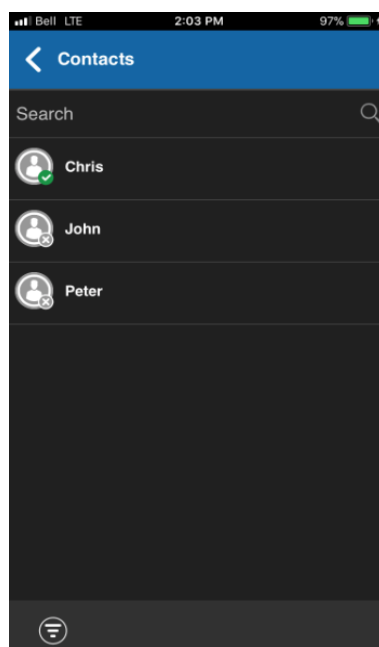 Bell LTE 2:03 PM 97%
Contacts
Search
Chris
John
Peter